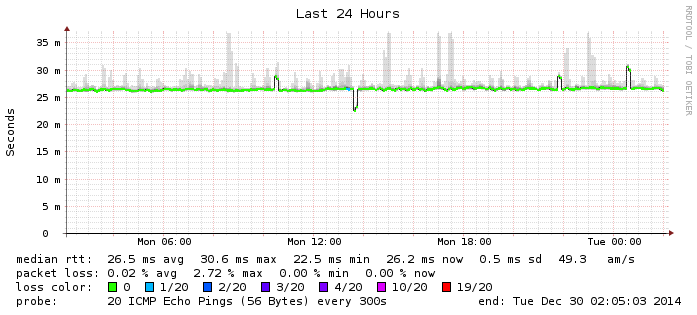 Last 24 Hours
RRDTOOL / TOBI OETIKER
Seconds
35 m
30 m
25 m
20 m
15 m
10 m
5 m
0
Mon 06:00 Mon 12:00 Mon 18:00 Tue 00:00
median rtt: 26.5 ms avg 30.6 ms max 22.5 ms min 26.2 ms now 0.5 ms sd 49.3 am/s
packet loss: 0.02 % avg 2.72 % max 0.00 % min 0.00 % now
loss color: 0 1/20 2/20 3/20 4/20 10/20 19/20
probe: 20 ICMP Echo Pings (56 Bytes) every 300s end: Tue Dec 30 02:05:03 2014